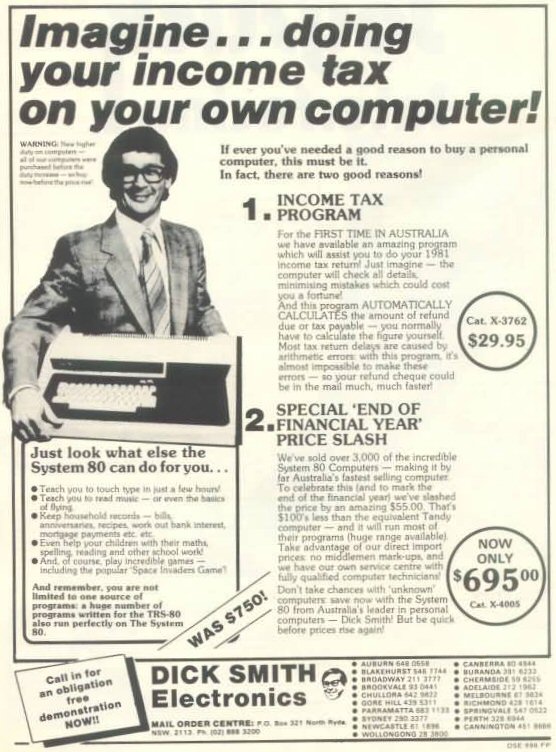 Imagine... doing
your income tax
on your own computer!
WARNING: New higher
duty on computers —
all of our computers were
purchased before the
duty increase — so buy
now before the price rise!
If ever you've needed a good reason to buy a personal
computer, this must be it.
In fact, there are two good reasons!
1. INCOME TAX
PROGRAM
For the FIRST TIME IN AUSTRALIA
we have available an amazing program
which will assist you to do your 1981
income tax return! Just imagine — the
computer will check all details,
minimising mistakes which could cost
you a fortune!
And this program AUTOMATICALLY
CALCULATES the amount of refund
due or tax payable — you normally
have to calculate the figure yourself.
Most tax return delays are caused by
arithmetic errors: with this program, it's
almost impossible to make these
errors — so your refund cheque could
be in the mail much, much faster!
Cat. X-3762
$29.95
2. SPECIAL 'END OF
FINANCIAL YEAR'
PRICE SLASH
We've sold over 3,000 of the incredible
System 80 Computers — making it by
far Australia's fastest selling computer.
To celebrate this (and to mark the
end of the financial year) we've slashed
the price by an amazing $55.00. That's
$100's less than the equivalent Tandy
computer — and it will run most of
their programs (huge range available).
Take advantage of our direct import
prices: no middlemen mark-ups, and
we have our own service centre with
fully qualified computer technicians!
Don't take chances with 'unknown'
computers: save now with the System
80 from Australia's leader in personal
computers — Dick Smith! But be quick
before prices rise again!
NOW
ONLY
$695.00
Cat. X-4005
Just look what else the
System 80 can do for you...
● Teach you to touch type in just a few hours!
● Teach you to read music — or even the basics
of flying.
● Keep household records — bills,
anniversaries, recipes, work out bank interest,
mortgage payments etc. etc.
● Even help your children with their maths,
spelling, reading and other school work!
● And, of course, play incredible games —
including the popular 'Space Invaders Game'!
And remember, you are not
limited to one source of
programs: a huge number of
programs written for the TRS-80
also run perfectly on The System
80.
WAS $750!
Call in for
an obligation
free
demonstration
NOW!!
DICK SMITH
Electronics
MAIL ORDER CENTRE: P.O. Box 321 North Ryde,
NSW, 2113. Ph. (02) 888 3200
● AUBURN 648 0558
● BLAKEHURST 546 7744
● BROADWAY 211 3777
● BROOKVALE 93 0441
● CHULLORA 642 8922
● GORE HILL 439 5311
● PARRAMATTA 683 1133
● SYDNEY 290 3377
● NEWCASTLE 61 1896
● WOLLONGONG 28 3800
● CANBERRA 80 4944
● BURANDA 391 6233
● CHERMSIDE 59 6255
● ADELAIDE 212 1962
● MELBOURNE 67 9834
● RICHMOND 428 1614
● SPRINGVALE 547 0522
● PERTH 328 6944
● CANNINGTON 451 8666